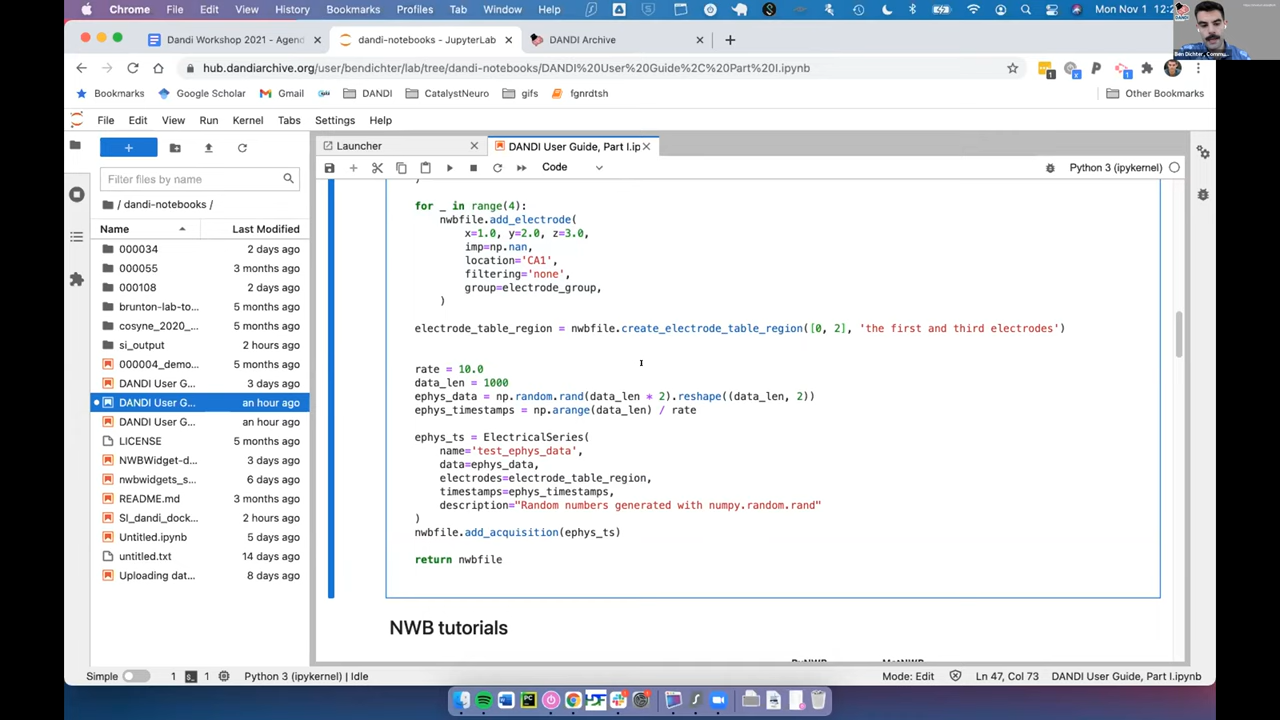 Chrome File Edit View History Bookmarks Profiles Tab Window Help
Mon Nov 1
Ben Dichter, Commu...
Dandi Workshop 2021 - Agen
dandi-notebooks - JupyterLab
DANDI Archive
hub.dandiarchive.org/user/bendichter/lab/tree/dandi-notebooks/DANDI%20User%20Guide%2C%20Part%20I.ipynb
Bookmarks Google Scholar Gmail DANDI CatalystNeuro gifs fgnrdtsh Other Bookmarks
File Edit View Run Kernel Tabs Settings Help
Launcher
DANDI User Guide, Part I.ip
Code
Python 3 (ipykernel)
Filter files by name
/ dandi-notebooks /
Name Last Modified
000034 2 days ago
000055 3 months ago
000108 2 days ago
brunton-lab-to... 5 months ago
cosyne_2020_... 5 months ago
si_output 2 hours ago
000004_demo... 5 months ago
DANDI User G... 3 days ago
DANDI User G... an hour ago
DANDI User G... an hour ago
LICENSE 5 months ago
NWBWidget-d... 3 days ago
nwbwidgets_s... 6 days ago
README.md 3 months ago
SI_dandi_dock... 2 hours ago
Untitled.ipynb 5 days ago
untitled.txt 14 days ago
Uploading dat... 8 days ago
)
for _ in range(4):
nwbfile.add_electrode(
x=1.0, y=2.0, z=3.0,
imp=np.nan,
location='CA1',
filtering='none',
group=electrode_group,
)
electrode_table_region = nwbfile.create_electrode_table_region([0, 2], 'the first and third electrodes')
rate = 10.0
data_len = 1000
ephys_data = np.random.rand(data_len * 2).reshape((data_len, 2))
ephys_timestamps = np.arange(data_len) / rate
ephys_ts = ElectricalSeries(
name='test_ephys_data',
data=ephys_data,
electrodes=electrode_table_region,
timestamps=ephys_timestamps,
description="Random numbers generated with numpy.random.rand"
)
nwbfile.add_acquisition(ephys_ts)
return nwbfile
NWB tutorials
Simple 1 1 Python 3 (ipykernel) | Idle
Mode: Edit Ln 47, Col 73 DANDI User Guide, Part I.ipynb